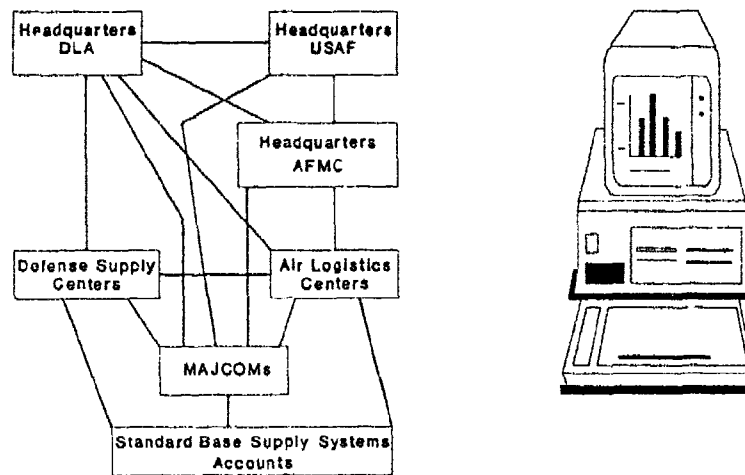 Headquarters
DLA
Headquarters
USAF
Headquarters
AFMC
Defense Supply
Centers
Air Logistics
Centers
MAJCOMs
Standard Base Supply Systems
Accounts